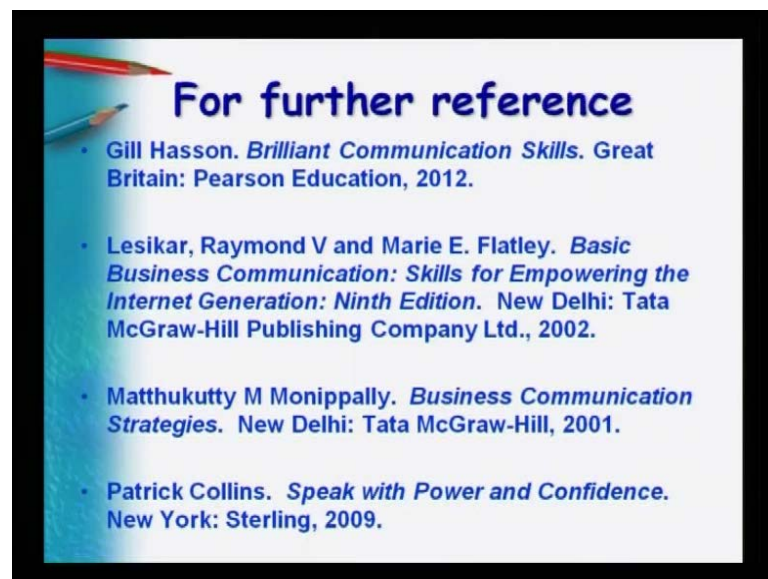 For further reference
• Gill Hasson. Brilliant Communication Skills. Great
Britain: Pearson Education, 2012.
• Lesikar, Raymond V and Marie E. Flatley. Basic
Business Communication: Skills for Empowering the
Internet Generation: Ninth Edition. New Delhi: Tata
McGraw-Hill Publishing Company Ltd., 2002.
• Matthukutty M Monippally. Business Communication
Strategies. New Delhi: Tata McGraw-Hill, 2001.
• Patrick Collins. Speak with Power and Confidence.
New York: Sterling, 2009.